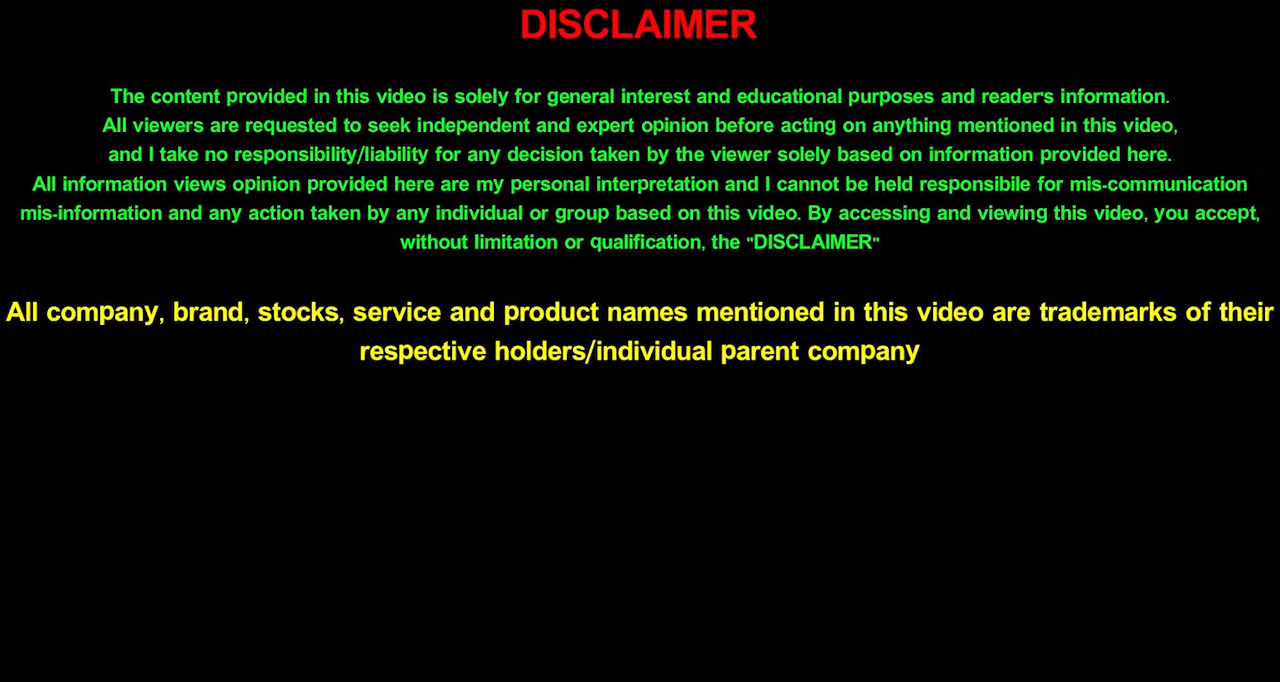 DISCLAIMER
The content provided in this video is solely for general interest and educational purposes and reader's information.
All viewers are requested to seek independent and expert opinion before acting on anything mentioned in this video,
and I take no responsibility/liability for any decision taken by the viewer solely based on information provided here.
All information views opinion provided here are my personal interpretation and I cannot be held responsibile for mis-communication
mis-information and any action taken by any individual or group based on this video. By accessing and viewing this video, you accept,
without limitation or qualification, the "DISCLAIMER"
All company, brand, stocks, service and product names mentioned in this video are trademarks of their
respective holders/individual parent company